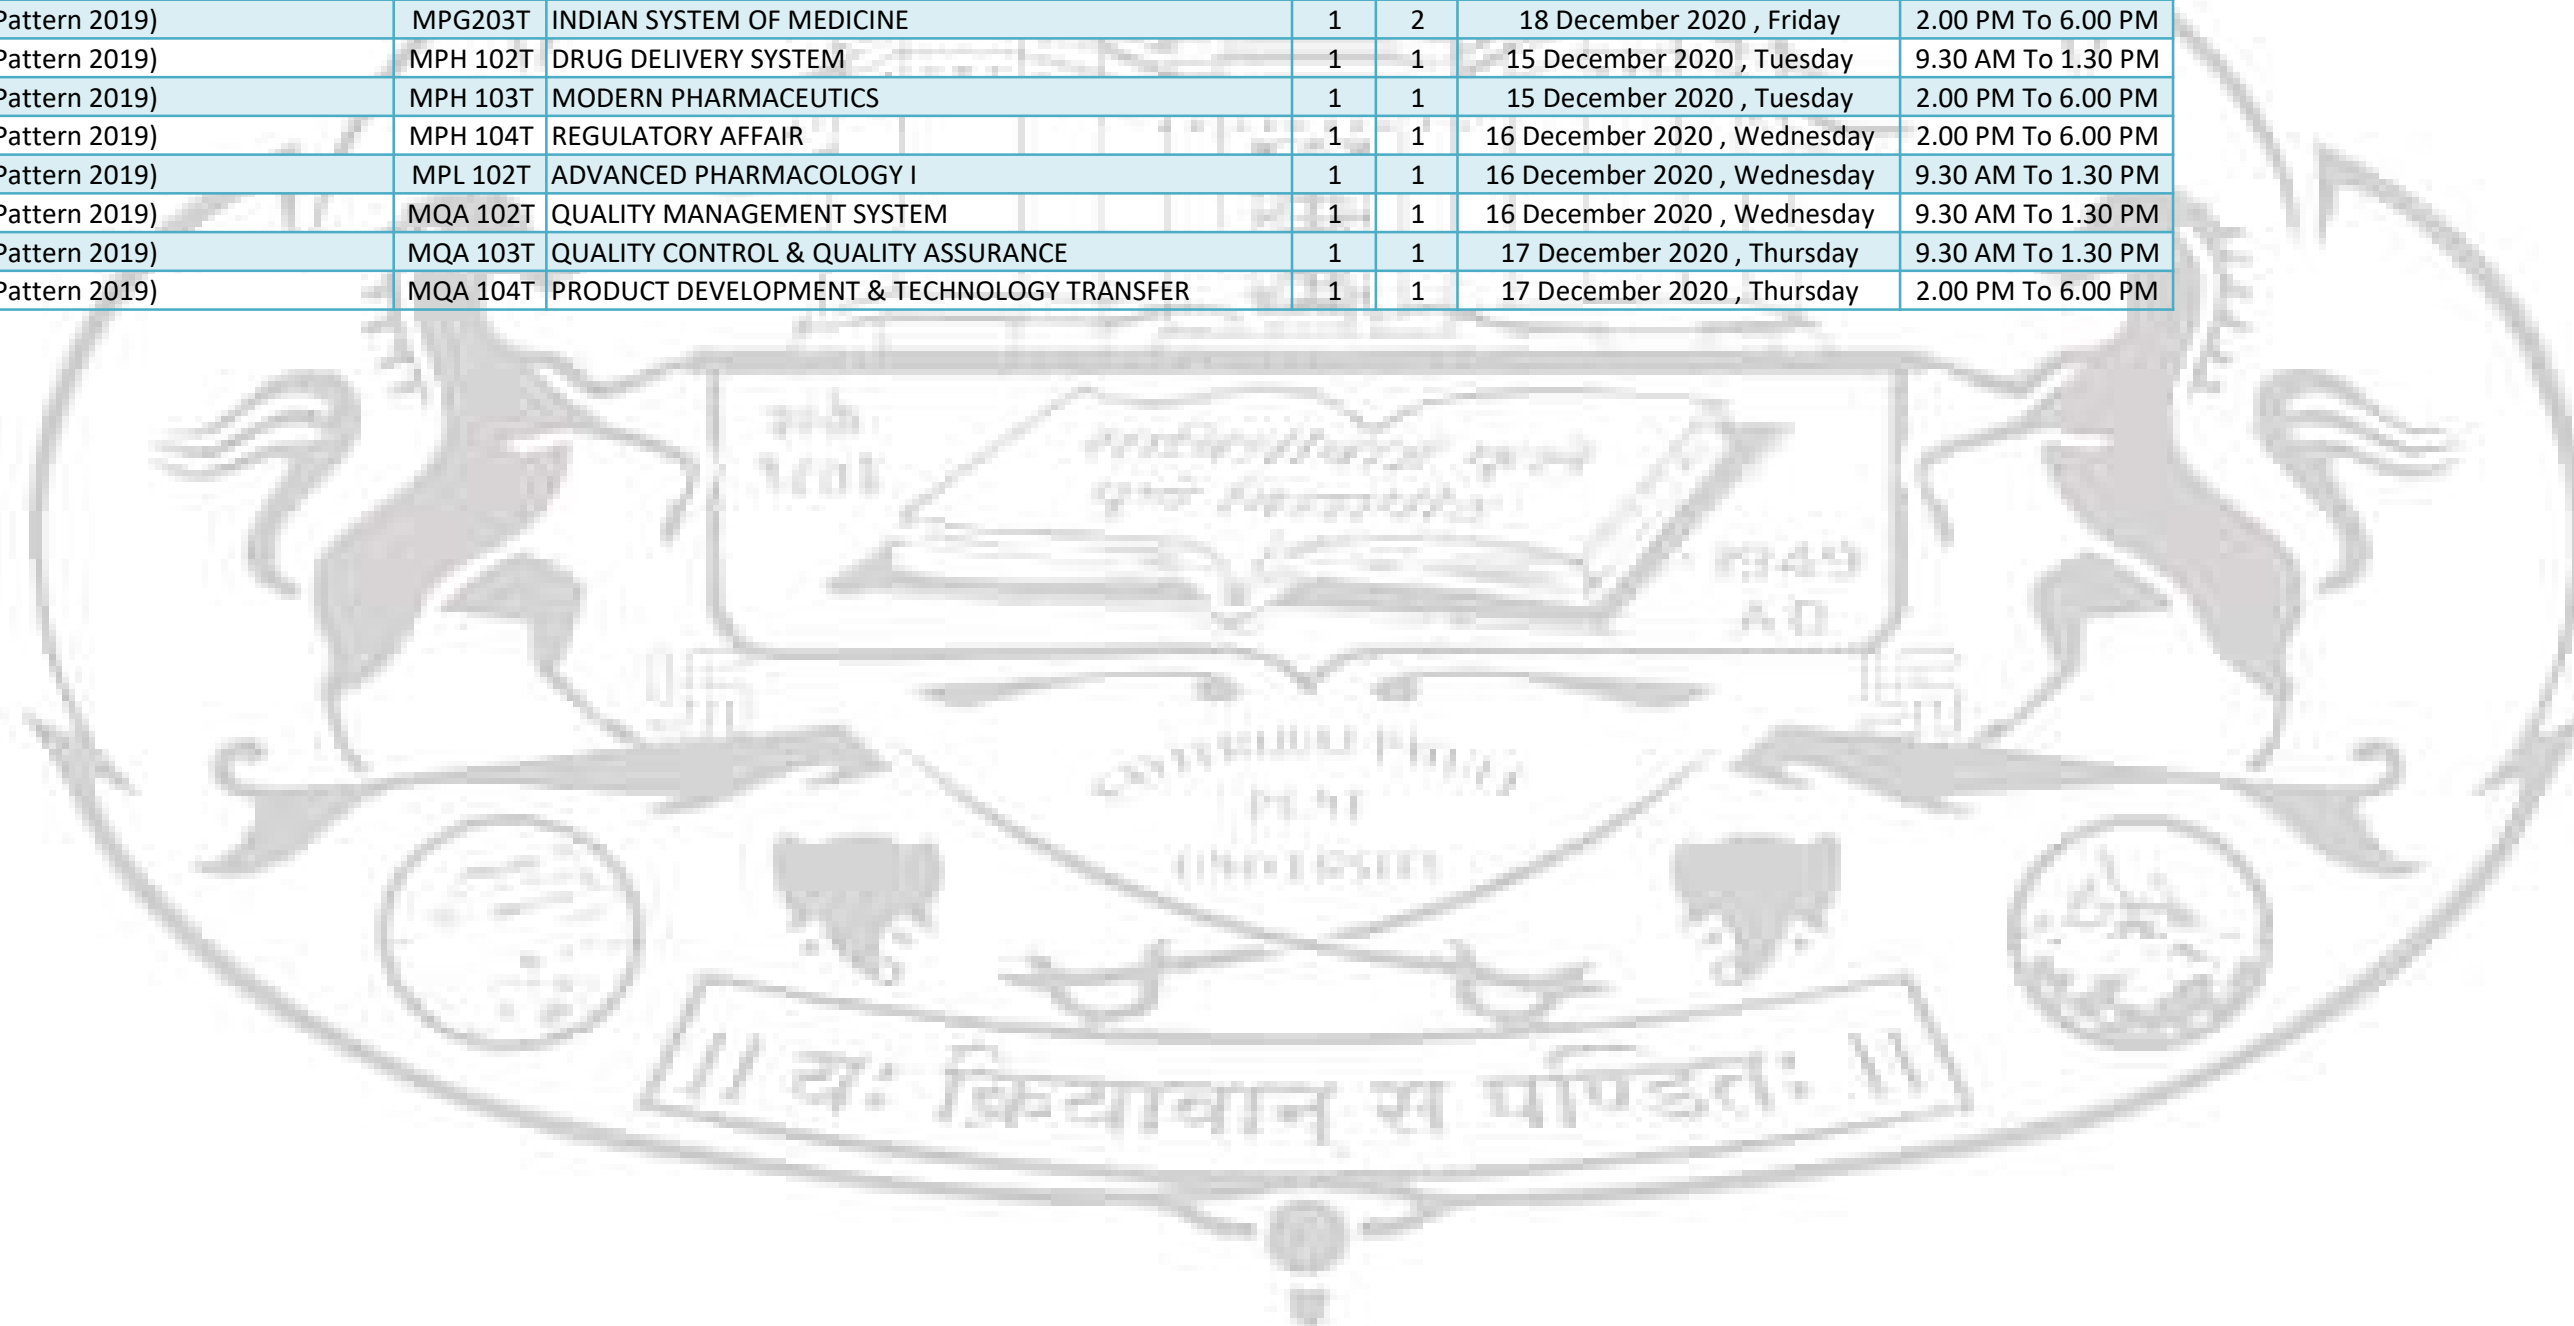 Pattern 2019) MPG203T INDIAN SYSTEM OF MEDICINE 1 2 18 December 2020 , Friday 2.00 PM To 6.00 PM
Pattern 2019) MPH 102T DRUG DELIVERY SYSTEM 1 1 15 December 2020 , Tuesday 9.30 AM To 1.30 PM
Pattern 2019) MPH 103T MODERN PHARMACEUTICS 1 1 15 December 2020 , Tuesday 2.00 PM To 6.00 PM
Pattern 2019) MPH 104T REGULATORY AFFAIR 1 1 16 December 2020 , Wednesday 2.00 PM To 6.00 PM
Pattern 2019) MPL 102T ADVANCED PHARMACOLOGY I 1 1 16 December 2020 , Wednesday 9.30 AM To 1.30 PM
Pattern 2019) MQA 102T QUALITY MANAGEMENT SYSTEM 1 1 16 December 2020 , Wednesday 9.30 AM To 1.30 PM
Pattern 2019) MQA 103T QUALITY CONTROL & QUALITY ASSURANCE 1 1 17 December 2020 , Thursday 9.30 AM To 1.30 PM
Pattern 2019) MQA 104T PRODUCT DEVELOPMENT & TECHNOLOGY TRANSFER 1 1 17 December 2020 , Thursday 2.00 PM To 6.00 PM
1949
A D
|| यः क्रियावान् स पण्डितः ||